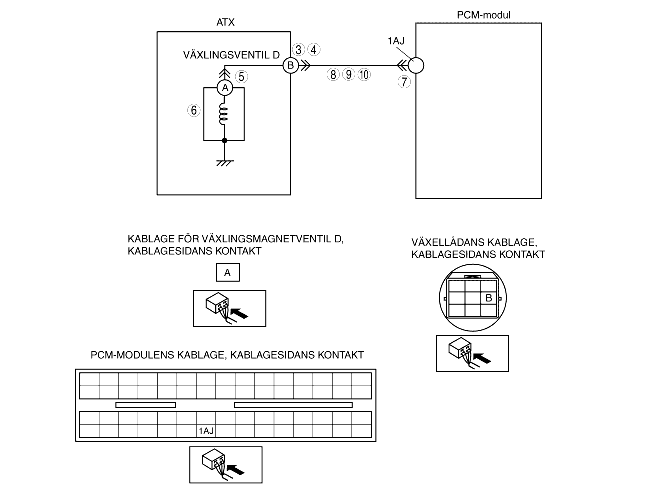 ATX
PCM-modul
VÄXLINGSVENTIL D
1AJ
3 4
B
5
A
6
8 9 10
7
KABLAGE FÖR VÄXLINGSMAGNETVENTIL D,
KABLAGESIDANS KONTAKT
A
VÄXELLÅDANS KABLAGE,
KABLAGESIDANS KONTAKT
B
PCM-MODULENS KABLAGE, KABLAGESIDANS KONTAKT
1AJ